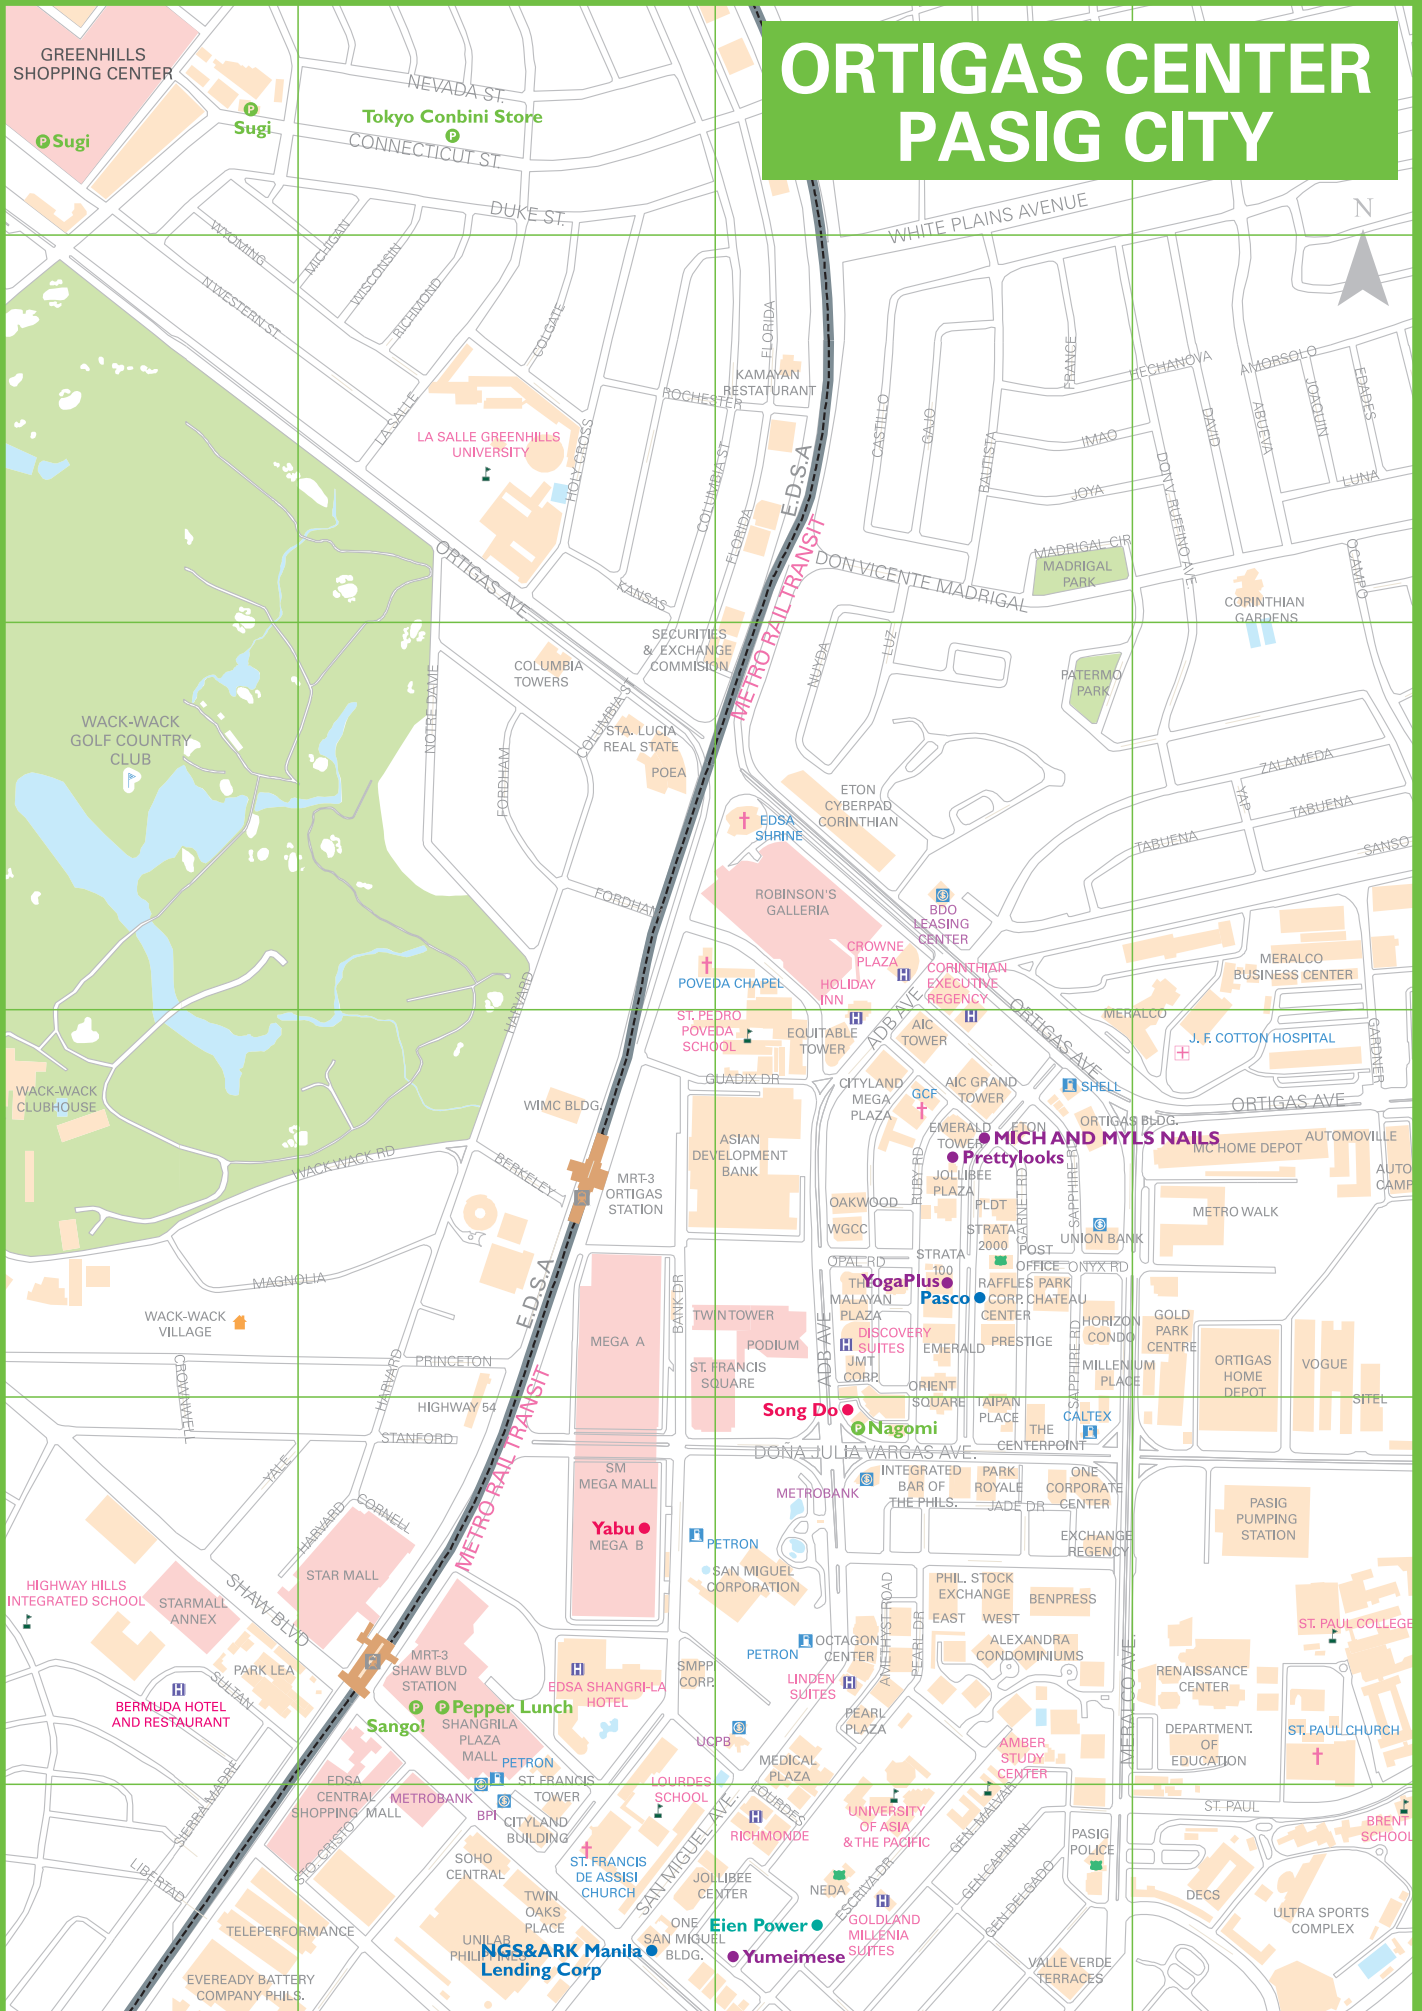 ORTIGAS CENTER
PASIG CITY
N
GREENHILLS
SHOPPING CENTER
Sugi
Sugi
Tokyo Conbini Store
NEVADA ST.
CONNECTICUT ST.
DUKE ST.
WHITE PLAINS AVENUE
WYOMING
MICHIGAN
WISCONSIN
RICHMOND
N.WESTERN ST.
COLGATE
FLORIDA
KAMAYAN
RESTATURANT
ROCHESTER
FRANCE
HECHANOVA
AMORSOLO
EDADES
JOAQUIN
ABUEVA
DAVID
CASTILLO
GAJO
BAUTISTA
IMAO
JOYA
LUNA
DON V. RUFFINO AVE.
OCAMPO
LA SALLE
LA SALLE GREENHILLS
UNIVERSITY
HOLY CROSS
COLUMBIA ST
FLORIDA
E.D.S.A
METRO RAIL TRANSIT
ORTIGAS AVE.
KANSAS
DON VICENTE MADRIGAL
MADRIGAL CIR
MADRIGAL
PARK
CORINTHIAN
GARDENS
SECURITIES
& EXCHANGE
COMMISION
COLUMBIA
TOWERS
COLUMBIA ST
NUYDA
LUZ
PATERMO
PARK
NOTRE DAME
WACK-WACK
GOLF COUNTRY
CLUB
STA. LUCIA
REAL STATE
POEA
FORDHAM
ZALAMEDA
YAP
TABUENA
TABUENA
SANSO
ETON
CYBERPAD
CORINTHIAN
EDSA
SHRINE
ROBINSON'S
GALLERIA
FORDHAM
BDO
LEASING
CENTER
CROWNE
PLAZA
CORINTHIAN
EXECUTIVE
REGENCY
HOLIDAY
INN
POVEDA CHAPEL
MERALCO
BUSINESS CENTER
HARVARD
ST. PEDRO
POVEDA
SCHOOL
EQUITABLE
TOWER
ADB AVE
AIC
TOWER
ORTIGAS AVE
MERALCO
J. F. COTTON HOSPITAL
GARDNER
WACK-WACK
CLUBHOUSE
WIMC BLDG.
GUADIX DR
CITYLAND
MEGA
PLAZA
GCF
AIC GRAND
TOWER
SHELL
ORTIGAS AVE
ORTIGAS BLDG.
EMERALD
TOWER
ETON
MICH AND MYLS NAILS
Prettylooks
MC HOME DEPOT
AUTOMOVILLE
AUTO
CAMP
ASIAN
DEVELOPMENT
BANK
WACK WACK RD
BERKELEY
MRT-3
ORTIGAS
STATION
JOLLIBEE
PLAZA
RUBY RD
GARNET RD
SAPPHIRE RD
OAKWOOD
WGCC
PLDT
STRATA
2000
UNION BANK
METRO WALK
OPAL RD
STRATA
100
POST
OFFICE
ONYX RD
MAGNOLIA
THE
MALAYAN
PLAZA
YogaPlus
Pasco
RAFFLES
CORP.
CENTER
PARK
CHATEAU
WACK-WACK
VILLAGE
E.D.S.A
BANK DR
TWIN TOWER
PODIUM
MEGA A
DISCOVERY
SUITES
EMERALD
PRESTIGE
HORIZON
CONDO
GOLD
PARK
CENTRE
PRINCETON
ST. FRANCIS
SQUARE
ADB AVE
JMT
CORP.
SAPPHIRE RD
MILLENIUM
PLACE
ORTIGAS
HOME
DEPOT
VOGUE
SITEL
CROWNWELL
HARVARD
HIGHWAY 54
ORIENT
SQUARE
TAIPAN
PLACE
Song Do
Nagomi
THE
CENTERPOINT
CALTEX
STANFORD
DOÑA JULIA VARGAS AVE.
METRO RAIL TRANSIT
YALE
SM
MEGA MALL
METROBANK
INTEGRATED
BAR OF
THE PHILS.
PARK
ROYALE
ONE
CORPORATE
CENTER
JADE DR
PASIG
PUMPING
STATION
HARVARD
CORNELL
Yabu
MEGA B
PETRON
EXCHANGE
REGENCY
STAR MALL
SAN MIGUEL
CORPORATION
PHIL. STOCK
EXCHANGE
BENPRESS
HIGHWAY HILLS
INTEGRATED SCHOOL
STARMALL
ANNEX
SHAW BLVD
EAST
WEST
ST. PAUL COLLEGE
PARK LEA
MRT-3
SHAW BLVD
STATION
PETRON
OCTAGON
CENTER
AMETHYST ROAD
PEARL DR
ALEXANDRA
CONDOMINIUMS
MERALCO AVE.
RENAISSANCE
CENTER
SULTAN
EDSA SHANGRI-LA
HOTEL
SMPPI
CORP.
LINDEN
SUITES
BERMUDA HOTEL
AND RESTAURANT
Pepper Lunch
Sango!
SHANGRILA
PLAZA
MALL
PEARL
PLAZA
DEPARTMENT.
OF
EDUCATION
ST. PAUL CHURCH
UCPB
AMBER
STUDY
CENTER
PETRON
MEDICAL
PLAZA
EDSA
CENTRAL
SHOPPING MALL
METROBANK
BPI
ST. FRANCIS
TOWER
LOURDES
SCHOOL
LOURDES
ST. PAUL
SIERRA MADRE
STO. CRISTO
CITYLAND
BUILDING
SAN MIGUEL AVE.
RICHMONDE
UNIVERSITY
OF ASIA
& THE PACIFIC
GEN. MALVAR
GEN CAPINPIN
PASIG
POLICE
BRENT
SCHOOL
SOHO
CENTRAL
ST. FRANCIS
DE ASSISI
CHURCH
JOLLIBEE
CENTER
NEDA
ESCRIVA DR
GEN DELGADO
LIBERTAD
DECS
TWIN
OAKS
PLACE
TELEPERFORMANCE
ONE
SAN MIGUEL
BLDG.
Eien Power
GOLDLAND
MILLENIA
SUITES
ULTRA SPORTS
COMPLEX
UNILAB
PHILIPPINES
NGS&ARK Manila
Lending Corp
Yumeimese
VALLE VERDE
TERRACES
EVEREADY BATTERY
COMPANY PHILS.